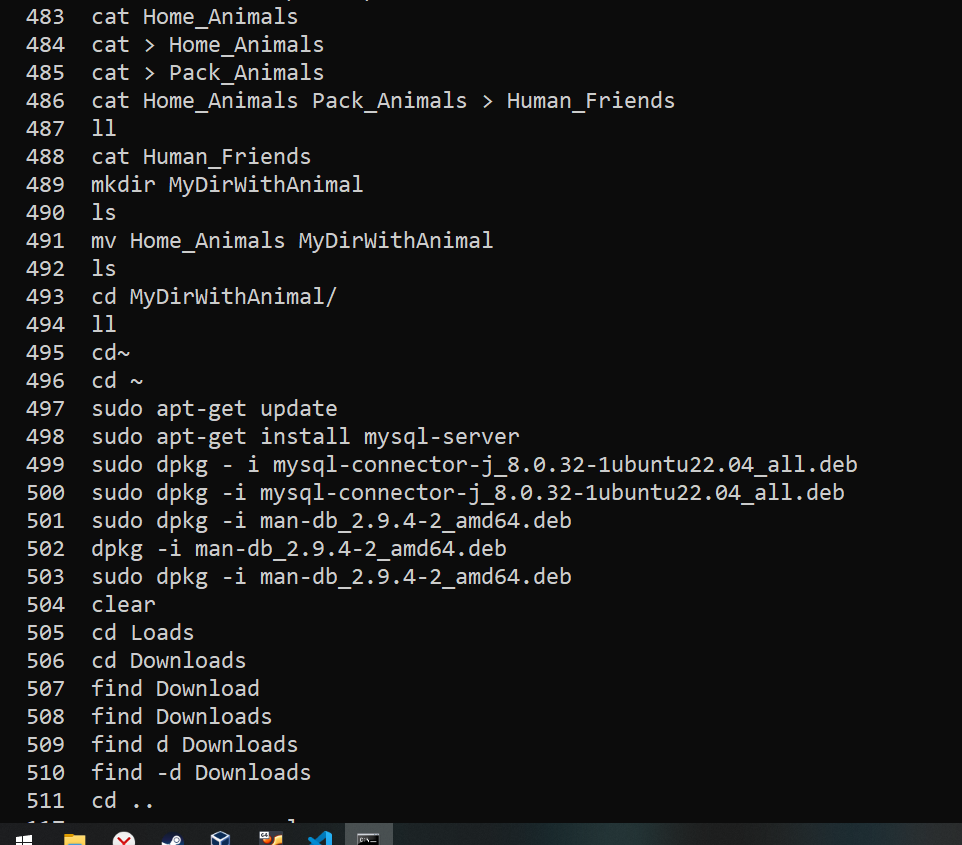 483 cat Home_Animals
484 cat > Home_Animals
485 cat > Pack_Animals
486 cat Home_Animals Pack_Animals > Human_Friends
487 ll
488 cat Human_Friends
489 mkdir MyDirWithAnimal
490 ls
491 mv Home_Animals MyDirWithAnimal
492 ls
493 cd MyDirWithAnimal/
494 ll
495 cd~
496 cd ~
497 sudo apt-get update
498 sudo apt-get install mysql-server
499 sudo dpkg - i mysql-connector-j_8.0.32-1ubuntu22.04_all.deb
500 sudo dpkg -i mysql-connector-j_8.0.32-1ubuntu22.04_all.deb
501 sudo dpkg -i man-db_2.9.4-2_amd64.deb
502 dpkg -i man-db_2.9.4-2_amd64.deb
503 sudo dpkg -i man-db_2.9.4-2_amd64.deb
504 clear
505 cd Loads
506 cd Downloads
507 find Download
508 find Downloads
509 find d Downloads
510 find -d Downloads
511 cd ..